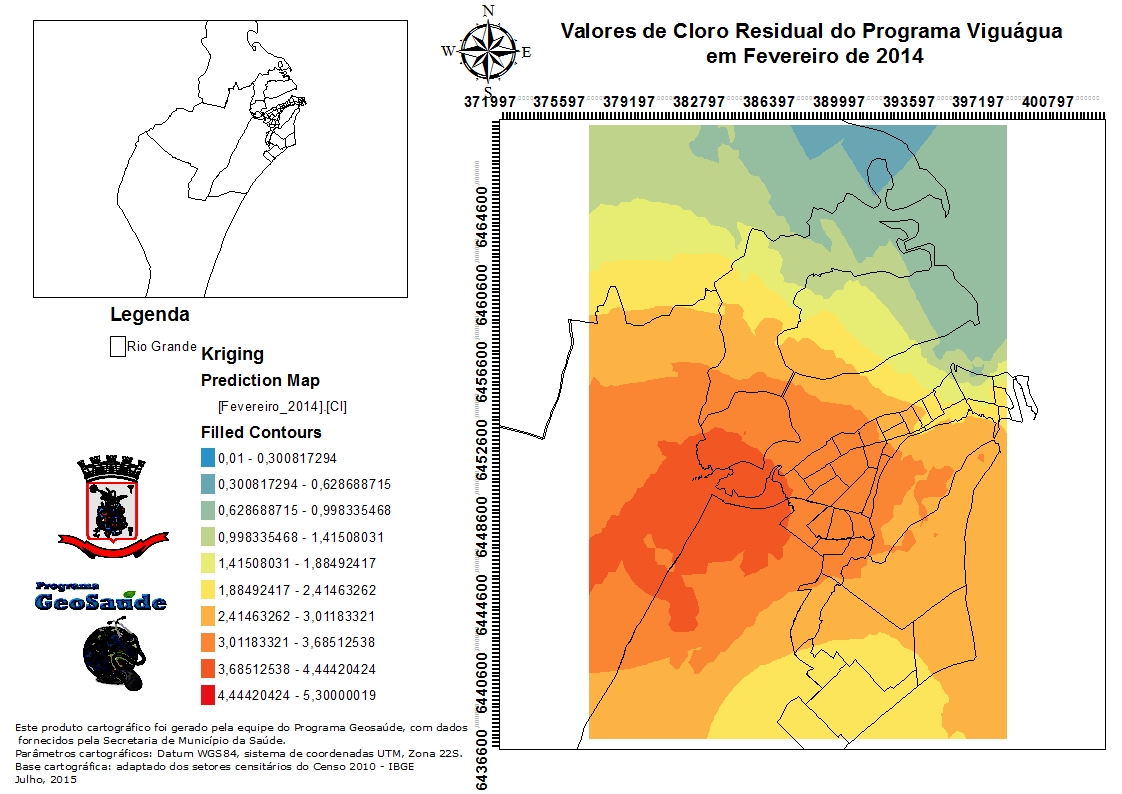 Valores de Cloro Residual do Programa Viguágua
em Fevereiro de 2014
N
W
E
S
371997 375597 379197 382797 386397 389997 393597 397197 400797
6464600
6460600
6456600
6452600
6448600
6444600
6440600
6436600
Legenda
Rio Grande
Kriging
Prediction Map
[Fevereiro_2014].[Cl]
Filled Contours
0,01 - 0,300817294
0,300817294 - 0,628688715
0,628688715 - 0,998335468
0,998335468 - 1,41508031
1,41508031 - 1,88492417
1,88492417 - 2,41463262
2,41463262 - 3,01183321
3,01183321 - 3,68512538
3,68512538 - 4,44420424
4,44420424 - 5,30000019
Programa
GeoSaúde
Este produto cartográfico foi gerado pela equipe do Programa Geosaúde, com dados
fornecidos pela Secretaria de Município da Saúde.
Parâmetros cartográficos: Datum WGS84, sistema de coordenadas UTM, Zona 22S.
Base cartográfica: adaptado dos setores censitários do Censo 2010 - IBGE
Julho, 2015